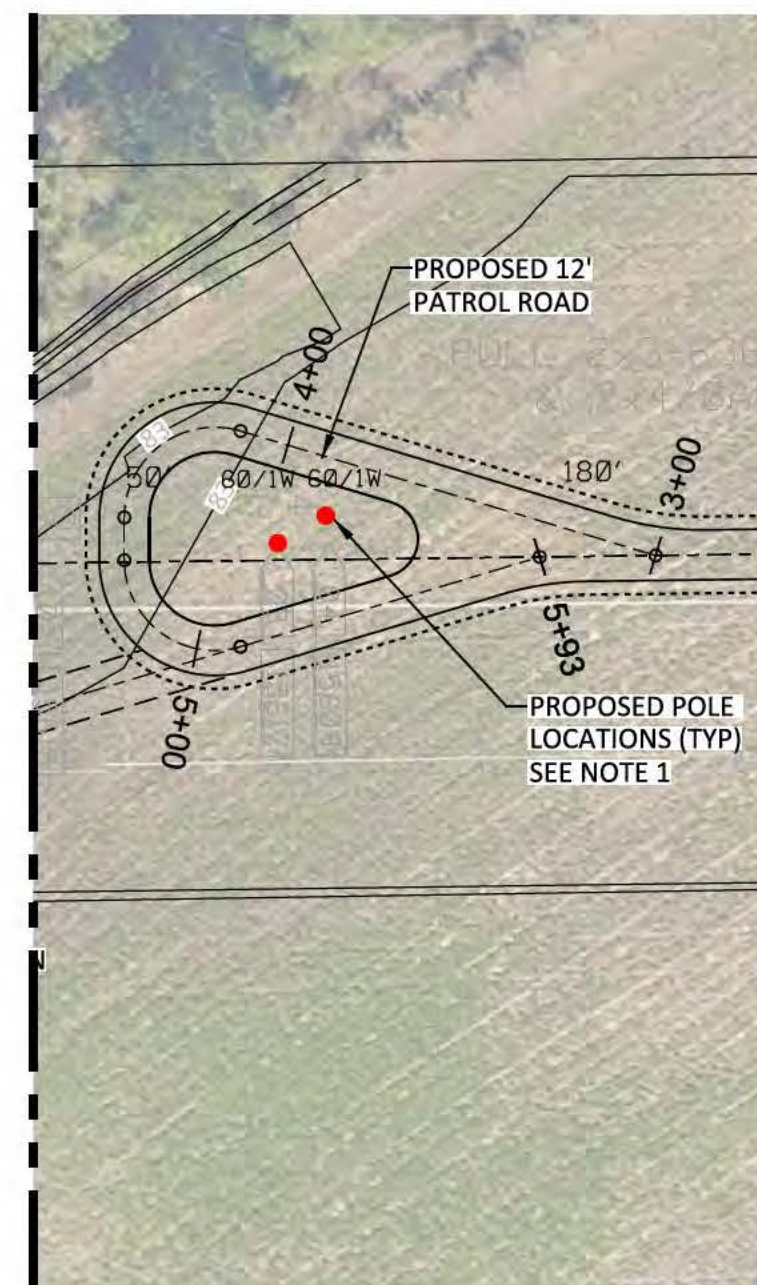 PROPOSED 12'
PATROL ROAD
4+00
83
50'
60/1W 60/1W
180'
3+00
5+93
5+00
PROPOSED POLE
LOCATIONS (TYP)
SEE NOTE 1
N